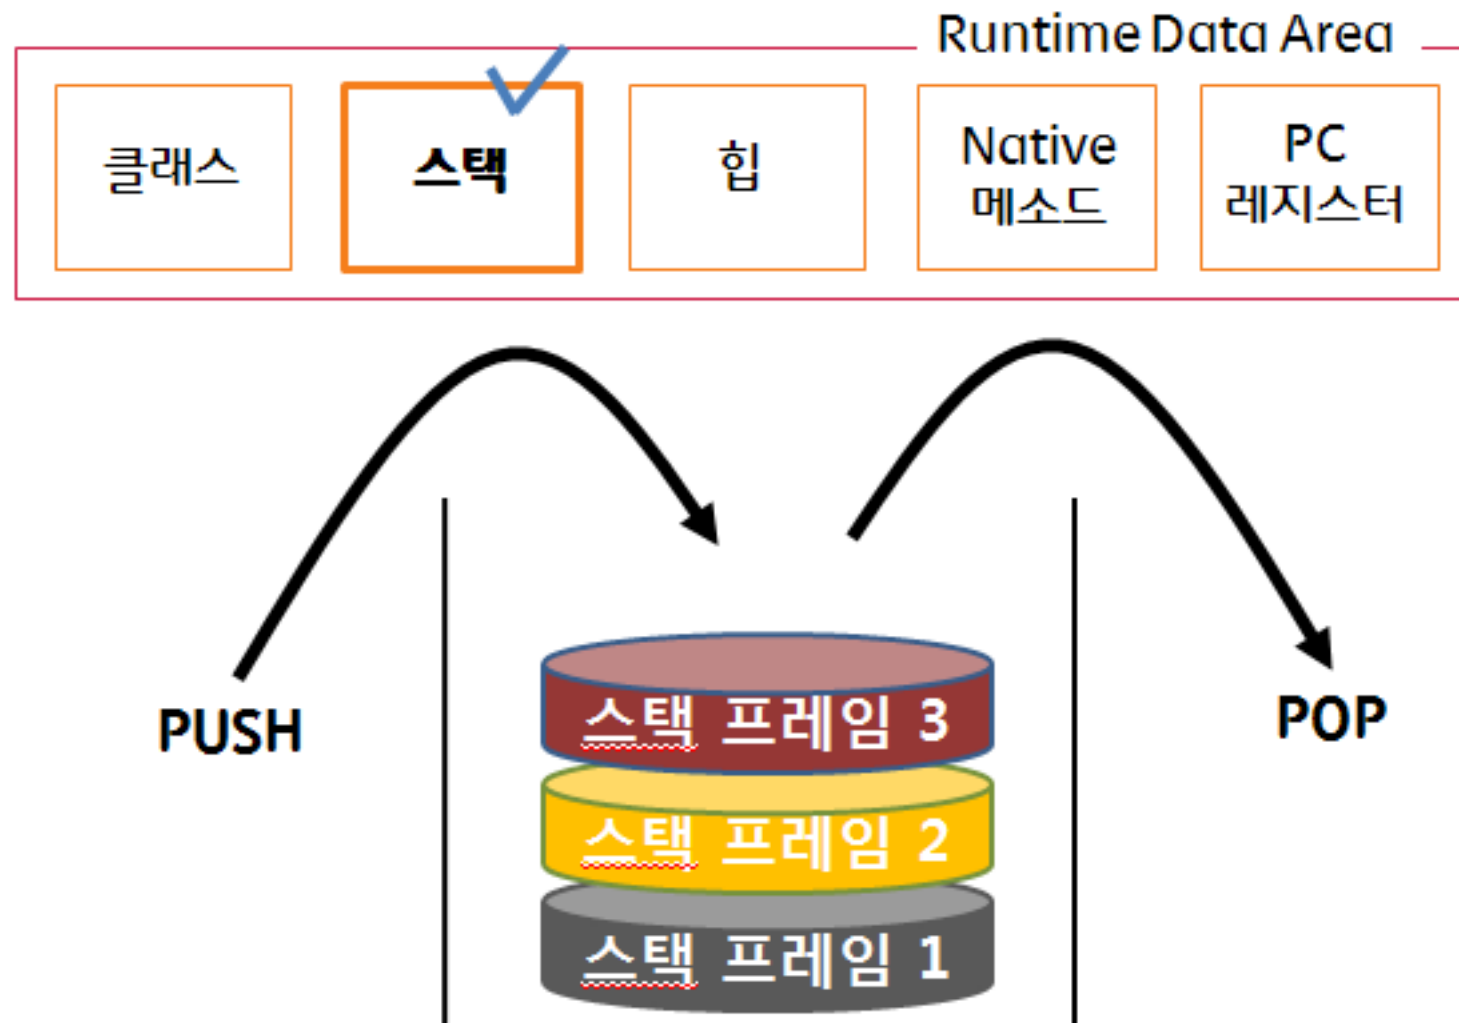 Runtime Data Area
클래스
스택
힙
Native
메소드
PC
레지스터
PUSH
POP
스택 프레임 3
스택 프레임 2
스택 프레임 1